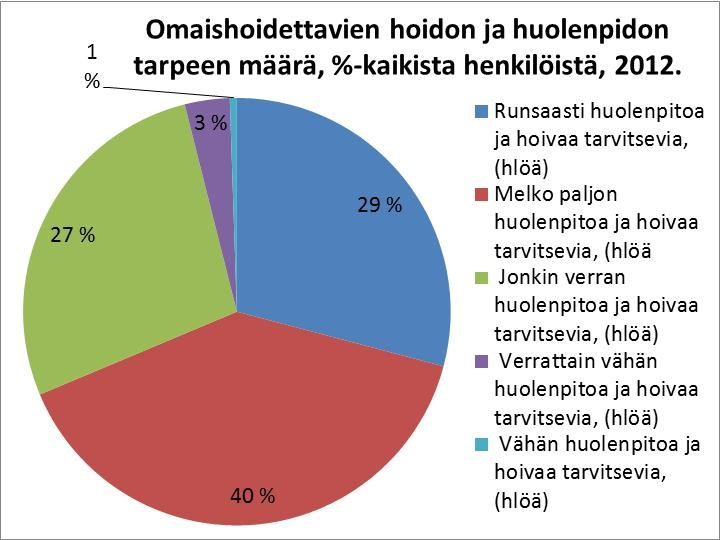 Omaishoidettavien hoidon ja huolenpidon
tarpeen määrä, %-kaikista henkilöistä, 2012.
1
%
3 %
29 %
27 %
40 %
Runsaasti huolenpitoa
ja hoivaa tarvitsevia,
(hlöä)
Melko paljon
huolenpitoa ja hoivaa
tarvitsevia, (hlöä
Jonkin verran
huolenpitoa ja hoivaa
tarvitsevia, (hlöä)
Verrattain vähän
huolenpitoa ja hoivaa
tarvitsevia, (hlöä)
Vähän huolenpitoa ja
hoivaa tarvitsevia,
(hlöä)